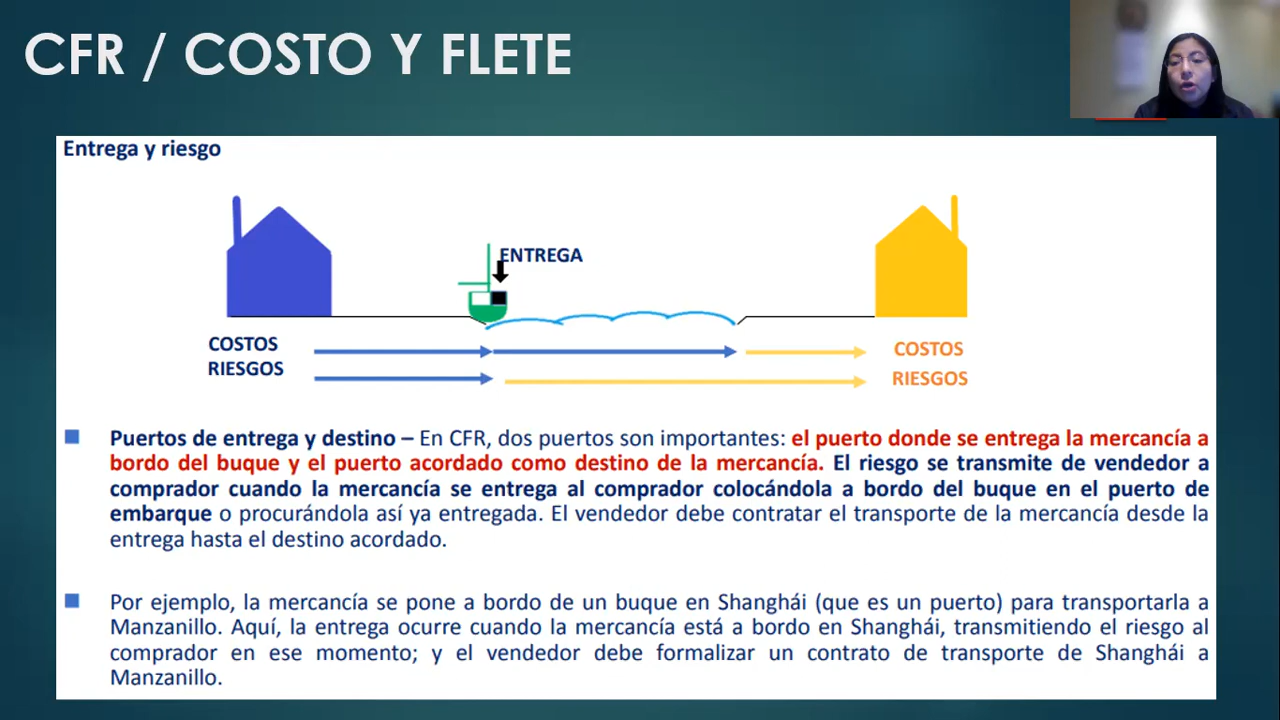 CFR / COSTO Y FLETE
Entrega y riesgo
ENTREGA
COSTOS
RIESGOS
COSTOS
RIESGOS
Puertos de entrega y destino – En CFR, dos puertos son importantes: el puerto donde se entrega la mercancía a
bordo del buque y el puerto acordado como destino de la mercancía. El riesgo se transmite de vendedor a
comprador cuando la mercancía se entrega al comprador colocándola a bordo del buque en el puerto de
embarque o procurándola así ya entregada. El vendedor debe contratar el transporte de la mercancía desde la
entrega hasta el destino acordado.
Por ejemplo, la mercancía se pone a bordo de un buque en Shanghái (que es un puerto) para transportarla a
Manzanillo. Aquí, la entrega ocurre cuando la mercancía está a bordo en Shanghái, transmitiendo el riesgo al
comprador en ese momento; y el vendedor debe formalizar un contrato de transporte de Shanghái a
Manzanillo.